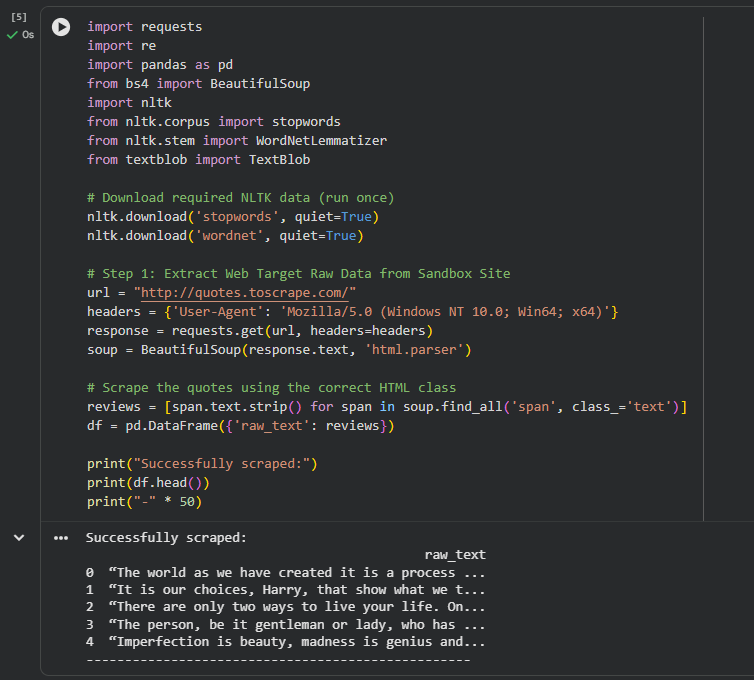 [5]
0s
import requests
import re
import pandas as pd
from bs4 import BeautifulSoup
import nltk
from nltk.corpus import stopwords
from nltk.stem import WordNetLemmatizer
from textblob import TextBlob

# Download required NLTK data (run once)
nltk.download('stopwords', quiet=True)
nltk.download('wordnet', quiet=True)

# Step 1: Extract Web Target Raw Data from Sandbox Site
url = "http://quotes.toscrape.com/"
headers = {'User-Agent': 'Mozilla/5.0 (Windows NT 10.0; Win64; x64)'}
response = requests.get(url, headers=headers)
soup = BeautifulSoup(response.text, 'html.parser')

# Scrape the quotes using the correct HTML class
reviews = [span.text.strip() for span in soup.find_all('span', class_='text')]
df = pd.DataFrame({'raw_text': reviews})

print("Successfully scraped:")
print(df.head())
print("-" * 50)
Successfully scraped:
raw_text
0 “The world as we have created it is a process ...
1 “It is our choices, Harry, that show what we t...
2 “There are only two ways to live your life. On...
3 “The person, be it gentleman or lady, who has ...
4 “Imperfection is beauty, madness is genius and...
--------------------------------------------------